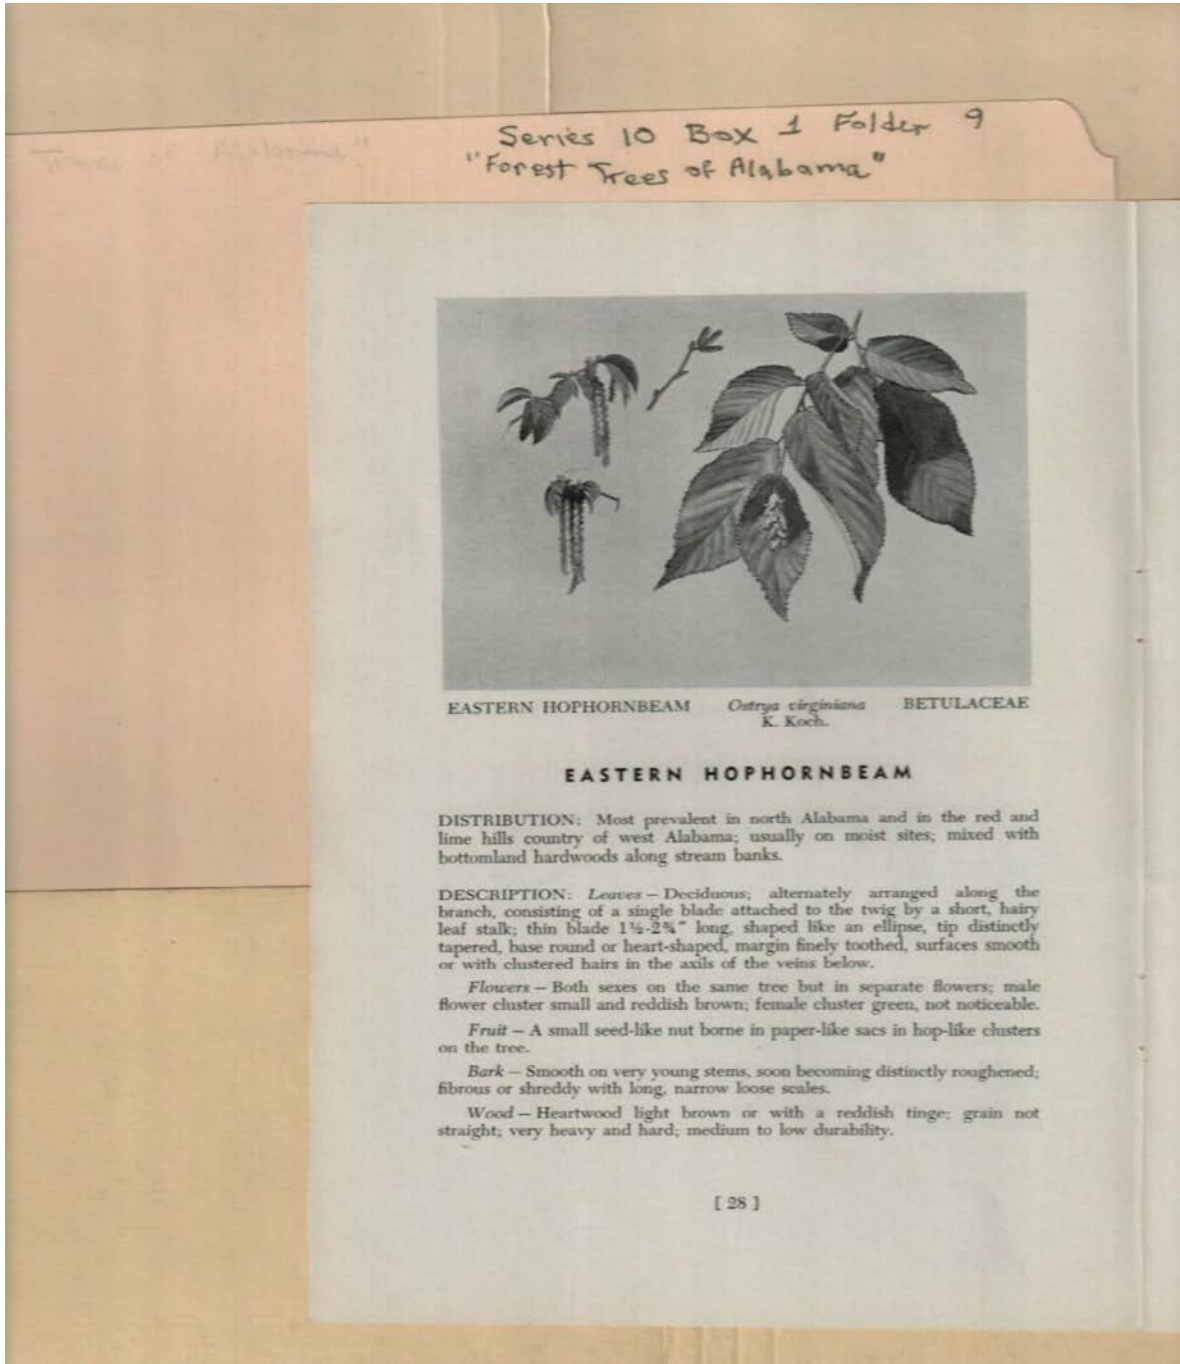 Series 10 Box 1 Folder 9
"Forest Trees of Alabama"
Trees of Alabama"
EASTERN HOPHORNBEAM Ostrya virginiana BETULACEAE
K. Koch.
EASTERN HOPHORNBEAM
DISTRIBUTION: Most prevalent in north Alabama and in the red and
lime hills country of west Alabama; usually on moist sites; mixed with
bottomland hardwoods along stream banks.
DESCRIPTION: Leaves – Deciduous; alternately arranged along the
branch, consisting of a single blade attached to the twig by a short, hairy
leaf stalk; thin blade 1½-2¾" long, shaped like an ellipse, tip distinctly
tapered, base round or heart-shaped, margin finely toothed, surfaces smooth
or with clustered hairs in the axils of the veins below.
Flowers – Both sexes on the same tree but in separate flowers; male
flower cluster small and reddish brown; female cluster green, not noticeable.
Fruit – A small seed-like nut borne in paper-like sacs in hop-like clusters
on the tree.
Bark – Smooth on very young stems, soon becoming distinctly roughened;
fibrous or shreddy with long, narrow loose scales.
Wood – Heartwood light brown or with a reddish tinge; grain not
straight; very heavy and hard; medium to low durability.
[ 28 ]